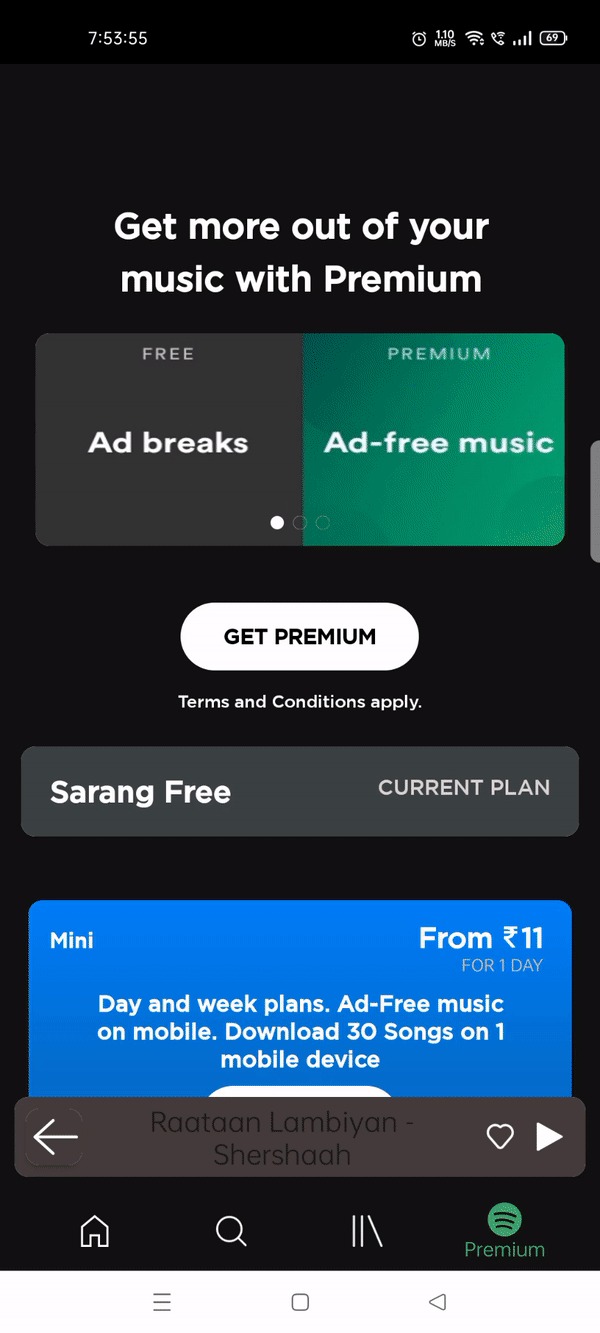 7:53:55
1.10
MB/S
69
Get more out of your
music with Premium
FREE
PREMIUM
Ad breaks
Ad-free music
GET PREMIUM
Terms and Conditions apply.
Sarang Free
CURRENT PLAN
Mini
From ₹11
FOR 1 DAY
Day and week plans. Ad-Free music
on mobile. Download 30 Songs on 1
mobile device
Raataan Lambiyan -
Shershaah
Premium